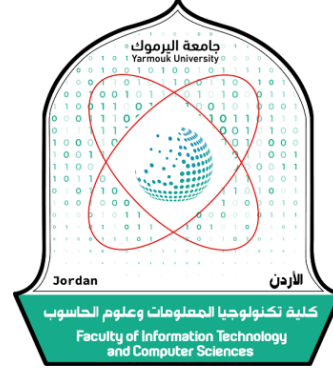 جامعة اليرموك
Yarmouk University
Jordan
الأردن
كلية تكنولوجيا المعلومات وعلوم الحاسوب
Faculty of Information Technology
and Computer Sciences